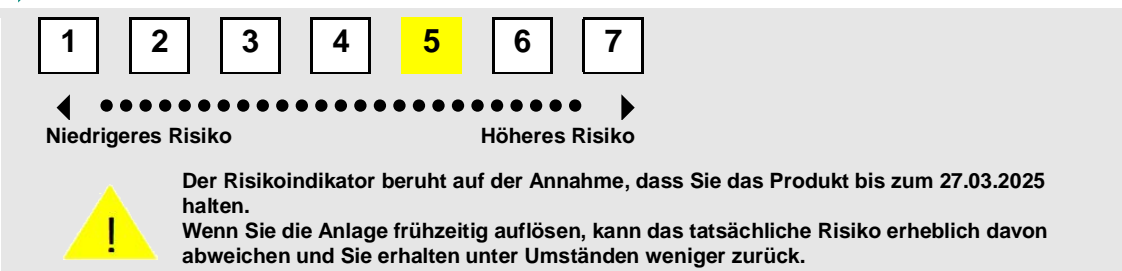 1 2 3 4 5 6 7
Niedrigeres Risiko Höheres Risiko
Der Risikoindikator beruht auf der Annahme, dass Sie das Produkt bis zum 27.03.2025
halten.
! Wenn Sie die Anlage frühzeitig auflösen, kann das tatsächliche Risiko erheblich davon
abweichen und Sie erhalten unter Umständen weniger zurück.